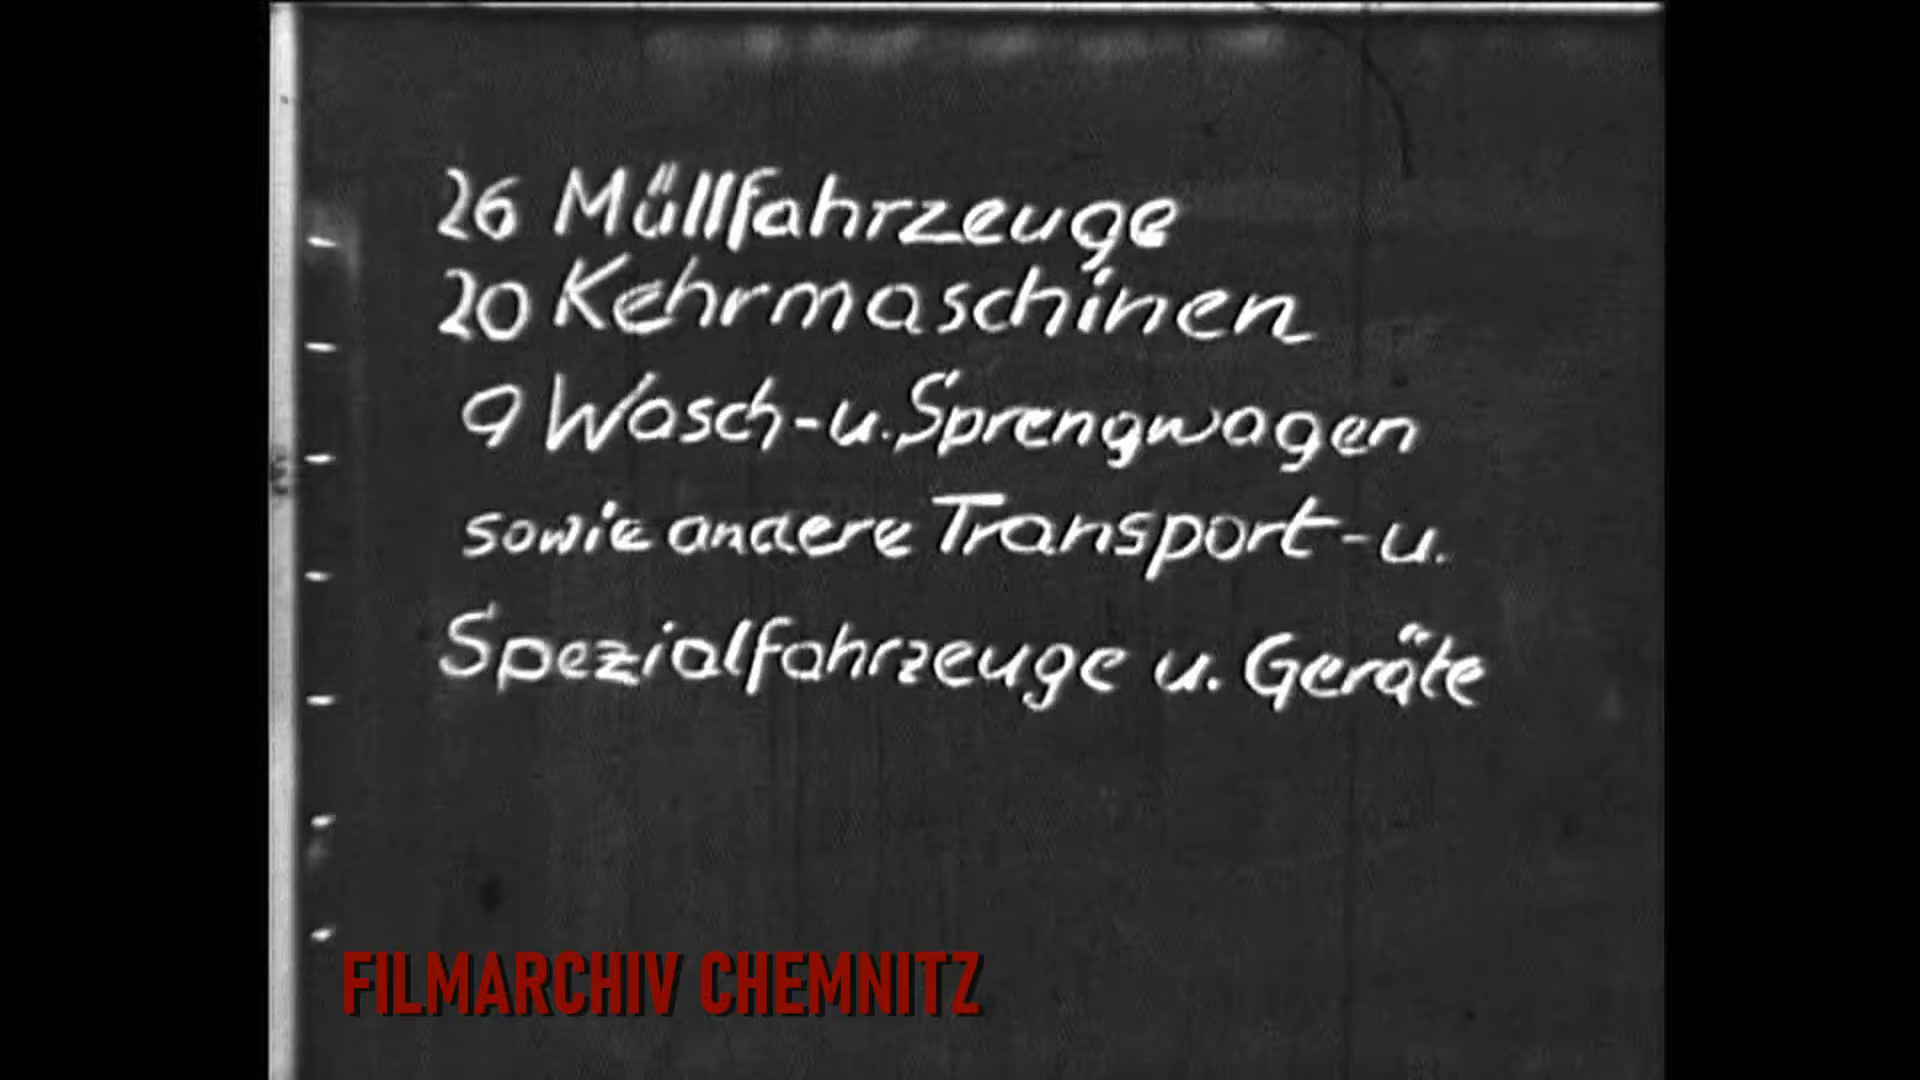 26 Müllfahrzeuge
20 Kehrmaschinen
9 Wasch-u. Sprengwagen
sowie andere Transport-u.
Spezialfahrzeuge u. Geräte
FILMARCHIV CHEMNITZ